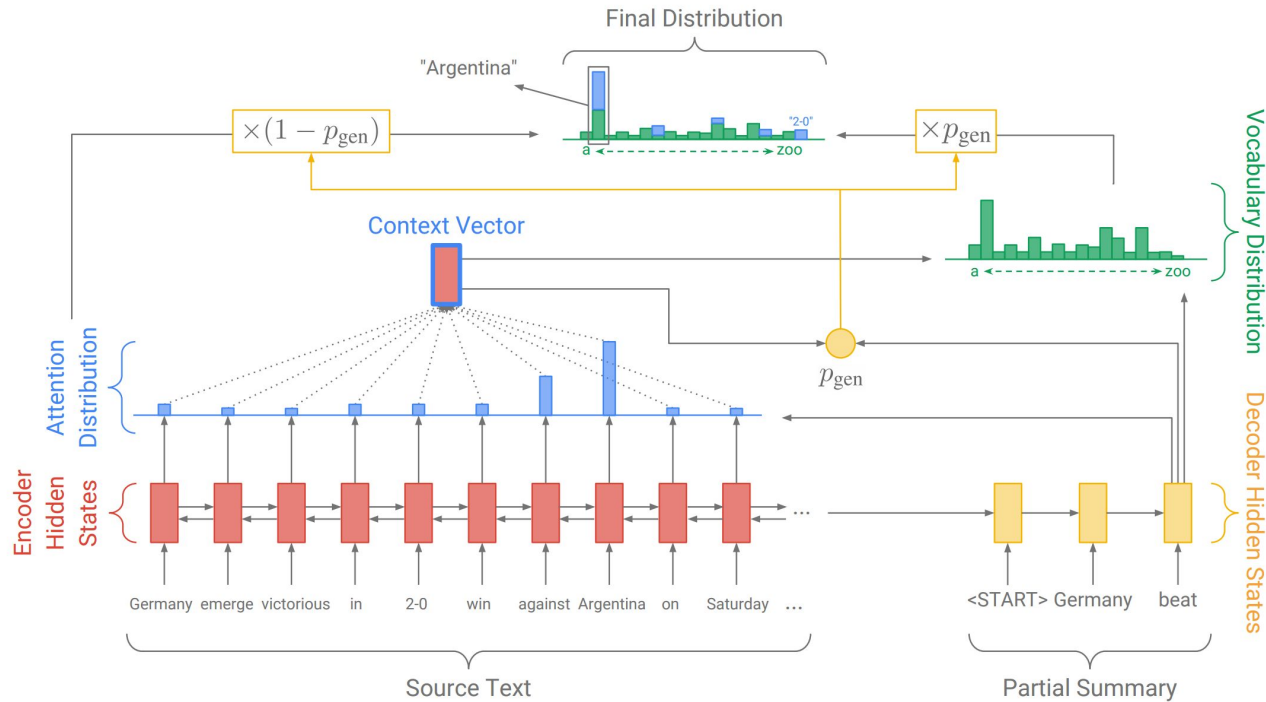 Final Distribution
"Argentina"
×(1 − p_gen)
"2-0"
×p_gen
a
zoo
Context Vector
a
zoo
Vocabulary Distribution
Attention
Distribution
p_gen
Encoder
Hidden
States
...
Decoder Hidden States
Germany emerge victorious in 2-0 win against Argentina on Saturday ...
<START> Germany beat
Source Text
Partial Summary